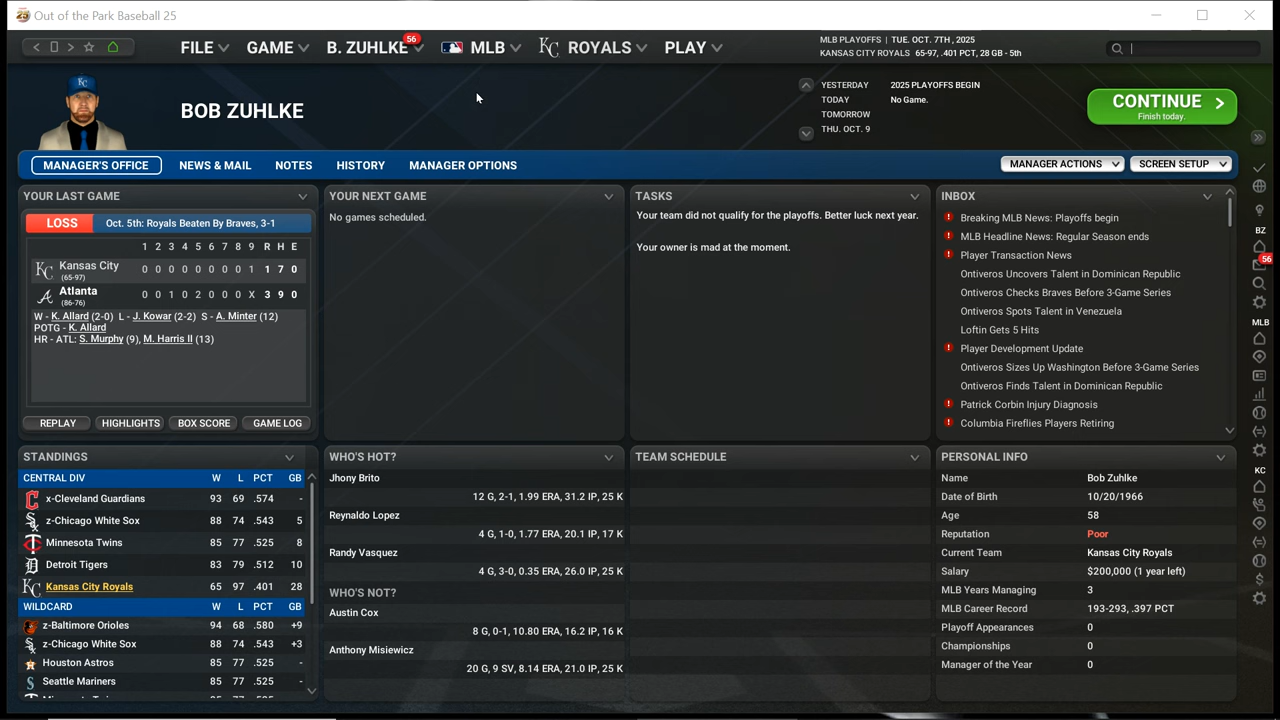 Out of the Park Baseball 25
FILE GAME B. ZUHLKE 56 MLB ROYALS PLAY
MLB PLAYOFFS | TUE. OCT. 7TH , 2025
KANSAS CITY ROYALS 65-97, .401 PCT, 28 GB - 5th
BOB ZUHLKE
YESTERDAY 2025 PLAYOFFS BEGIN
TODAY No Game.
TOMORROW
THU. OCT. 9
CONTINUE
Finish today.
MANAGER'S OFFICE NEWS & MAIL NOTES HISTORY MANAGER OPTIONS MANAGER ACTIONS SCREEN SETUP
YOUR LAST GAME
LOSS Oct. 5th: Royals Beaten By Braves, 3-1
1 2 3 4 5 6 7 8 9 R H E
Kansas City 0 0 0 0 0 0 0 0 1 1 7 0
(65-97)
Atlanta 0 0 1 0 2 0 0 0 X 3 9 0
(86-76)
W - K. Allard (2-0) L - J. Kowar (2-2) S - A. Minter (12)
POTG - K. Allard
HR - ATL: S. Murphy (9), M. Harris II (13)
REPLAY HIGHLIGHTS BOX SCORE GAME LOG
YOUR NEXT GAME
No games scheduled.
TASKS
Your team did not qualify for the playoffs. Better luck next year.
Your owner is mad at the moment.
INBOX
Breaking MLB News: Playoffs begin
MLB Headline News: Regular Season ends
Player Transaction News
Ontiveros Uncovers Talent in Dominican Republic
Ontiveros Checks Braves Before 3-Game Series
Ontiveros Spots Talent in Venezuela
Loftin Gets 5 Hits
Player Development Update
Ontiveros Sizes Up Washington Before 3-Game Series
Ontiveros Finds Talent in Dominican Republic
Patrick Corbin Injury Diagnosis
Columbia Fireflies Players Retiring
STANDINGS
CENTRAL DIV W L PCT GB
x-Cleveland Guardians 93 69 .574 -
z-Chicago White Sox 88 74 .543 5
Minnesota Twins 85 77 .525 8
Detroit Tigers 83 79 .512 10
Kansas City Royals 65 97 .401 28
WILDCARD W L PCT GB
z-Baltimore Orioles 94 68 .580 +9
z-Chicago White Sox 88 74 .543 +3
Houston Astros 85 77 .525 -
Seattle Mariners 85 77 .525 -
WHO'S HOT?
Jhony Brito
12 G, 2-1, 1.99 ERA, 31.2 IP, 25 K
Reynaldo Lopez
4 G, 1-0, 1.77 ERA, 20.1 IP, 17 K
Randy Vasquez
4 G, 3-0, 0.35 ERA, 26.0 IP, 25 K
WHO'S NOT?
Austin Cox
8 G, 0-1, 10.80 ERA, 16.2 IP, 16 K
Anthony Misiewicz
20 G, 9 SV, 8.14 ERA, 21.0 IP, 25 K
TEAM SCHEDULE
PERSONAL INFO
Name Bob Zuhlke
Date of Birth 10/20/1966
Age 58
Reputation Poor
Current Team Kansas City Royals
Salary $200,000 (1 year left)
MLB Years Managing 3
MLB Career Record 193-293, .397 PCT
Playoff Appearances 0
Championships 0
Manager of the Year 0
BZ
56
MLB
KC